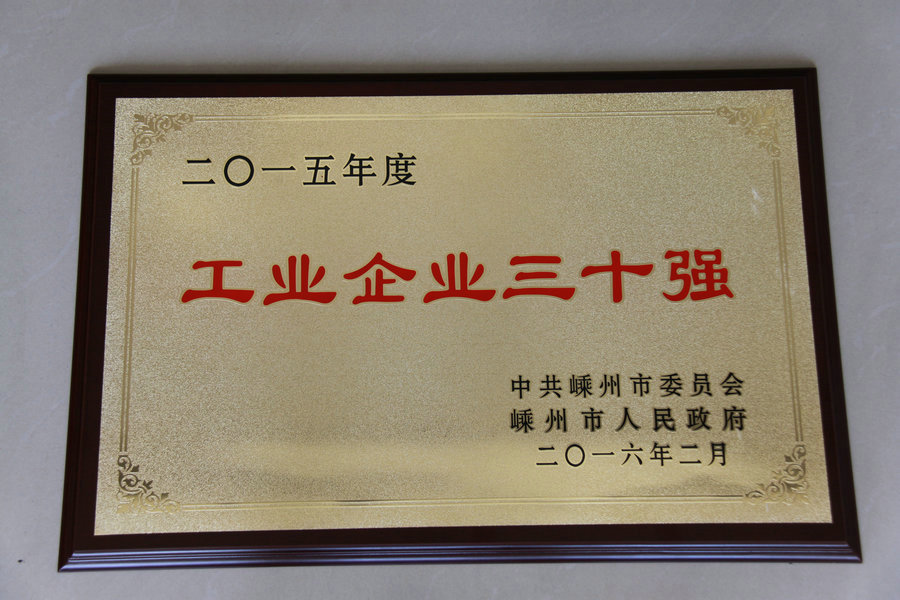 二〇一五年度
工业企业三十强
中共嵊州市委员会
嵊州市人民政府
二〇一六年二月